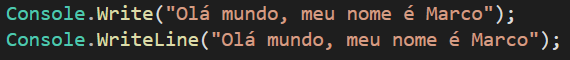 Console.Write("Olá mundo, meu nome é Marco");
Console.WriteLine("Olá mundo, meu nome é Marco");